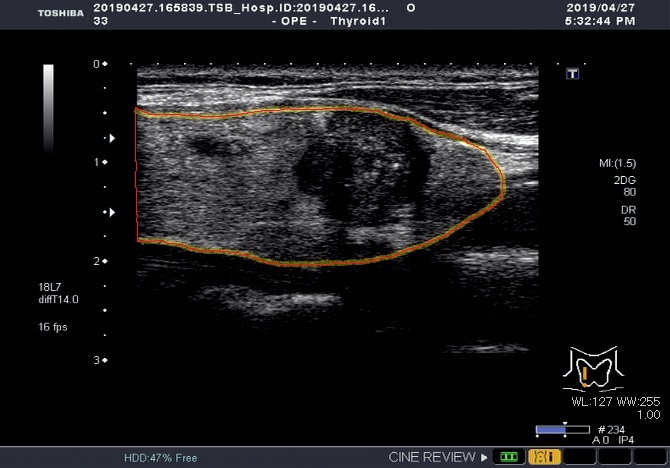 TOSHIBA
20190427.165839.TSB_Hosp.ID:20190427.16... O
2019/04/27
33
- OPE - Thyroid1
5:32:44 PM
T
0
1
2
3
MI:(1.5)
2DG
80
DR
50
18L7
diffT14.0
16 fps
WL:127 WW:255
1.00
#234
A 0 IP4
HDD:47% Free
CINE REVIEW